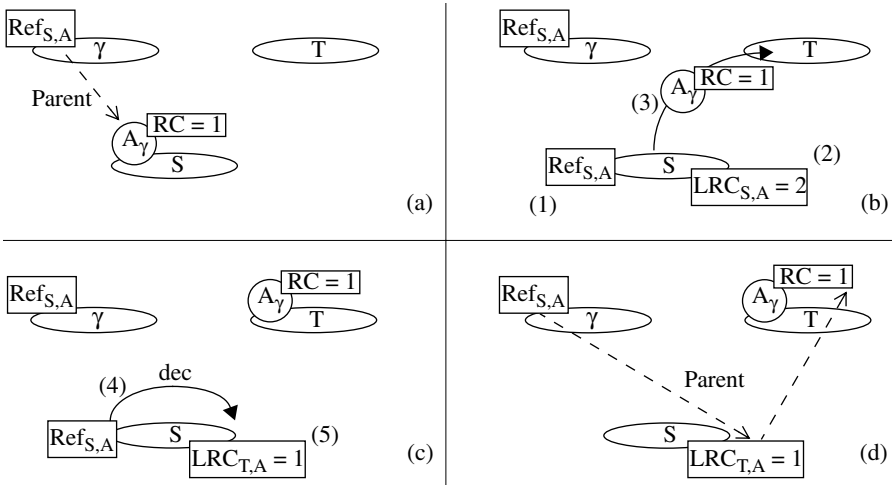 Ref_{S,A}
γ
T
Parent
RC = 1
A_γ
S
(a)
Ref_{S,A}
γ
T
A_γ
RC = 1
(3)
Ref_{S,A}
S
(2)
LRC_{S,A} = 2
(1)
(b)
Ref_{S,A}
γ
RC = 1
A_γ
T
dec
(4)
Ref_{S,A}
S
(5)
LRC_{T,A} = 1
(c)
Ref_{S,A}
γ
RC = 1
A_γ
T
Parent
S
LRC_{T,A} = 1
(d)